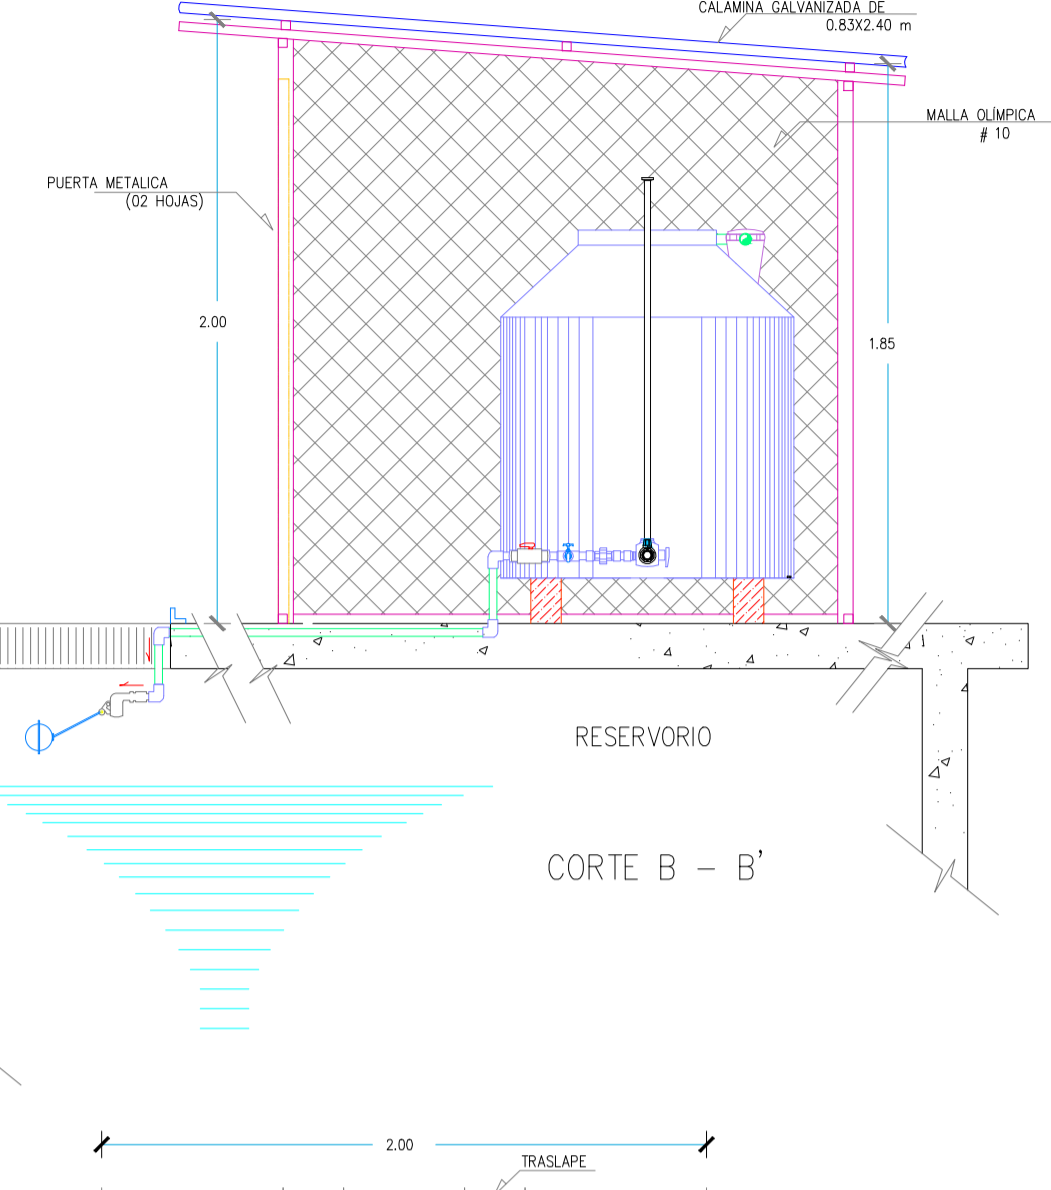 CALAMINA GALVANIZADA DE
0.83X2.40 m
MALLA OLÍMPICA
# 10
PUERTA METALICA
(02 HOJAS)
2.00
1.85
RESERVORIO
CORTE B - B'
2.00
TRASLAPE